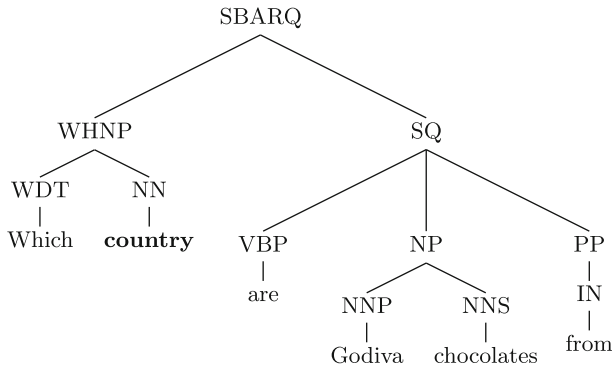 SBARQ
WHNP SQ
WDT NN
Which country
VBP NP PP
are
NNP NNS IN
Godiva chocolates from